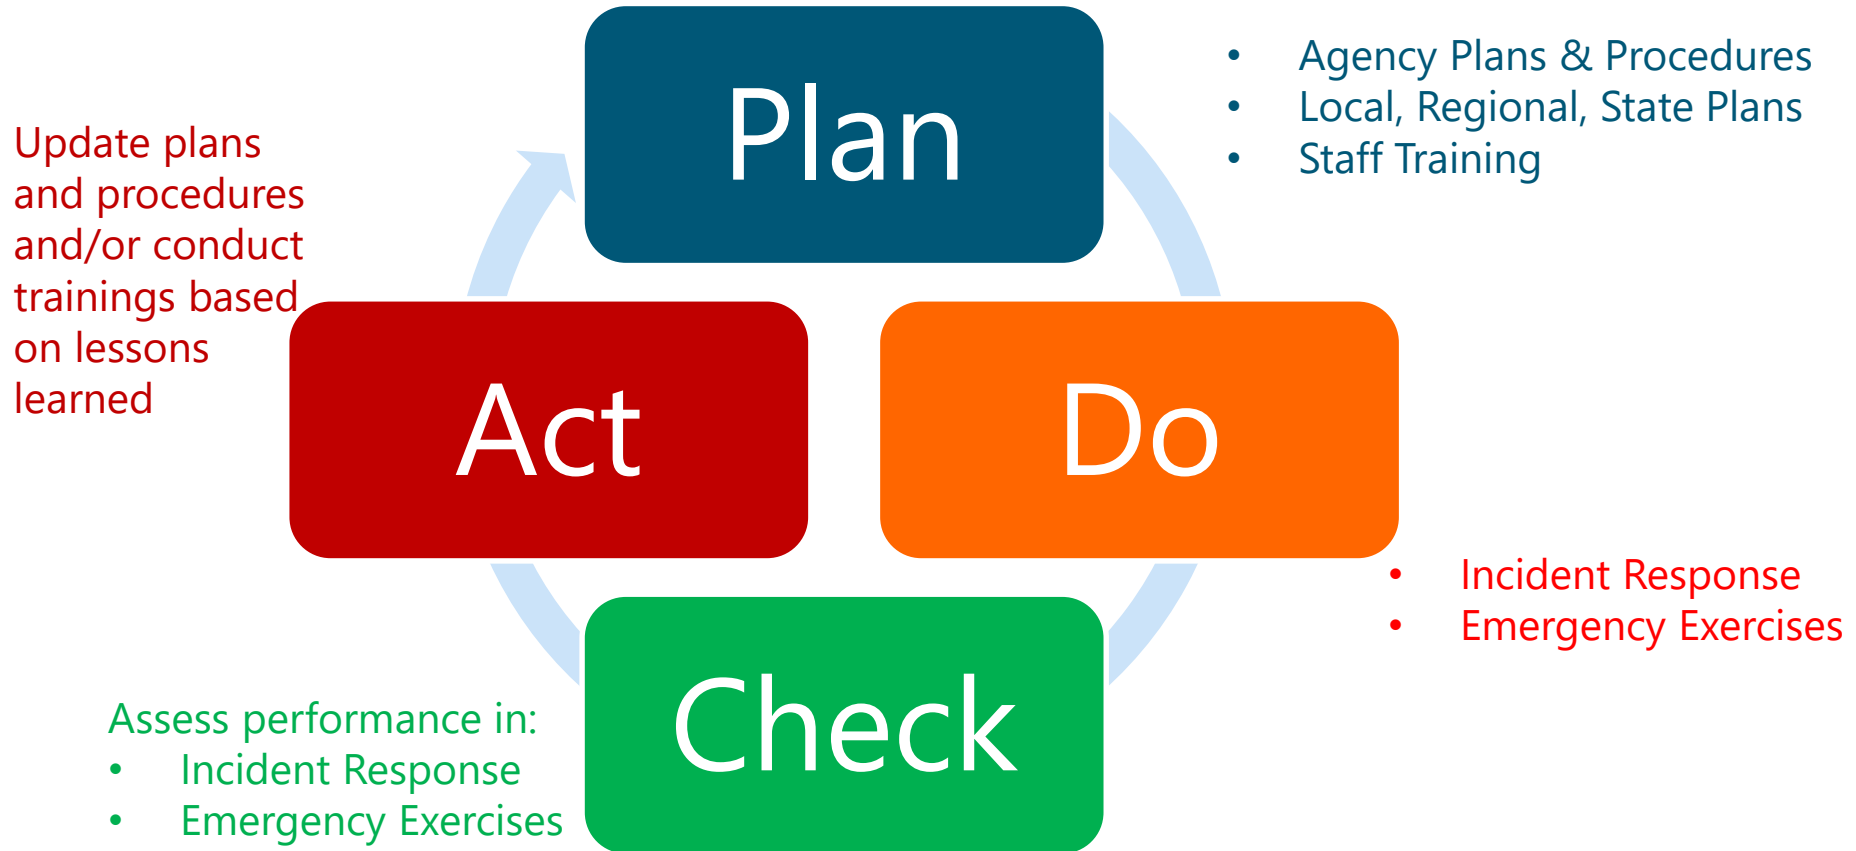 Plan
• Agency Plans & Procedures
• Local, Regional, State Plans
• Staff Training
Do
• Incident Response
• Emergency Exercises
Check
Assess performance in:
• Incident Response
• Emergency Exercises
Act
Update plans
and procedures
and/or conduct
trainings based
on lessons
learned